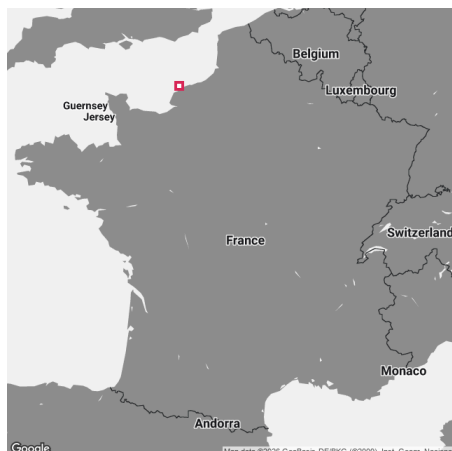 Belgium
Luxembourg
Guernsey
Jersey
Switzerland
France
Monaco
Andorra
Google